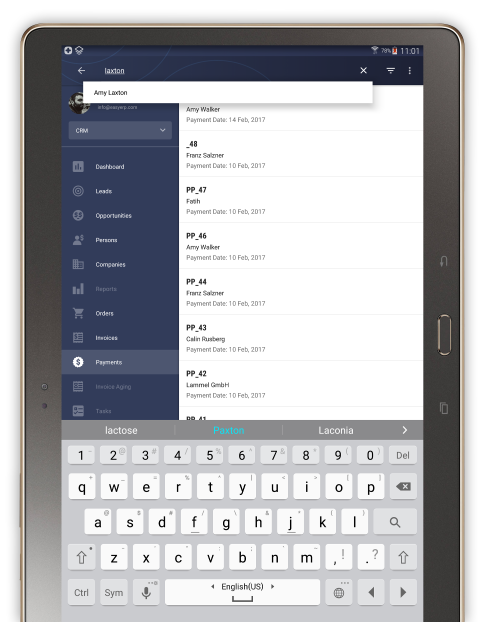 78% 11:01
laxton
Amy Laxton
info@easyerp.com
CRM
Dashboard
Leads
Opportunities
Persons
Companies
Reports
Orders
Invoices
Payments
Invoice Aging
Tasks
Amy Walker
Payment Date: 14 Feb, 2017
_48
Franz Salzner
Payment Date: 10 Feb, 2017
PP_47
Fatih
Payment Date: 10 Feb, 2017
PP_46
Amy Walker
Payment Date: 10 Feb, 2017
PP_44
Franz Salzner
Payment Date: 10 Feb, 2017
PP_43
Calin Rusberg
Payment Date: 10 Feb, 2017
PP_42
Lammel GmbH
Payment Date: 10 Feb, 2017
PP_41
lactose Paxton Laconia
1 2 @ 3 # 4 / 5 % 6 ^ 7 & 8 * 9 ( 0 ) Del
q + w _ e = r % t ^ y ! u < i > o [ p ]
a @ s $ d # f / g \ h & j * k ( l )
z x c " v : b ; n m , ! . ?
Ctrl Sym English(US)